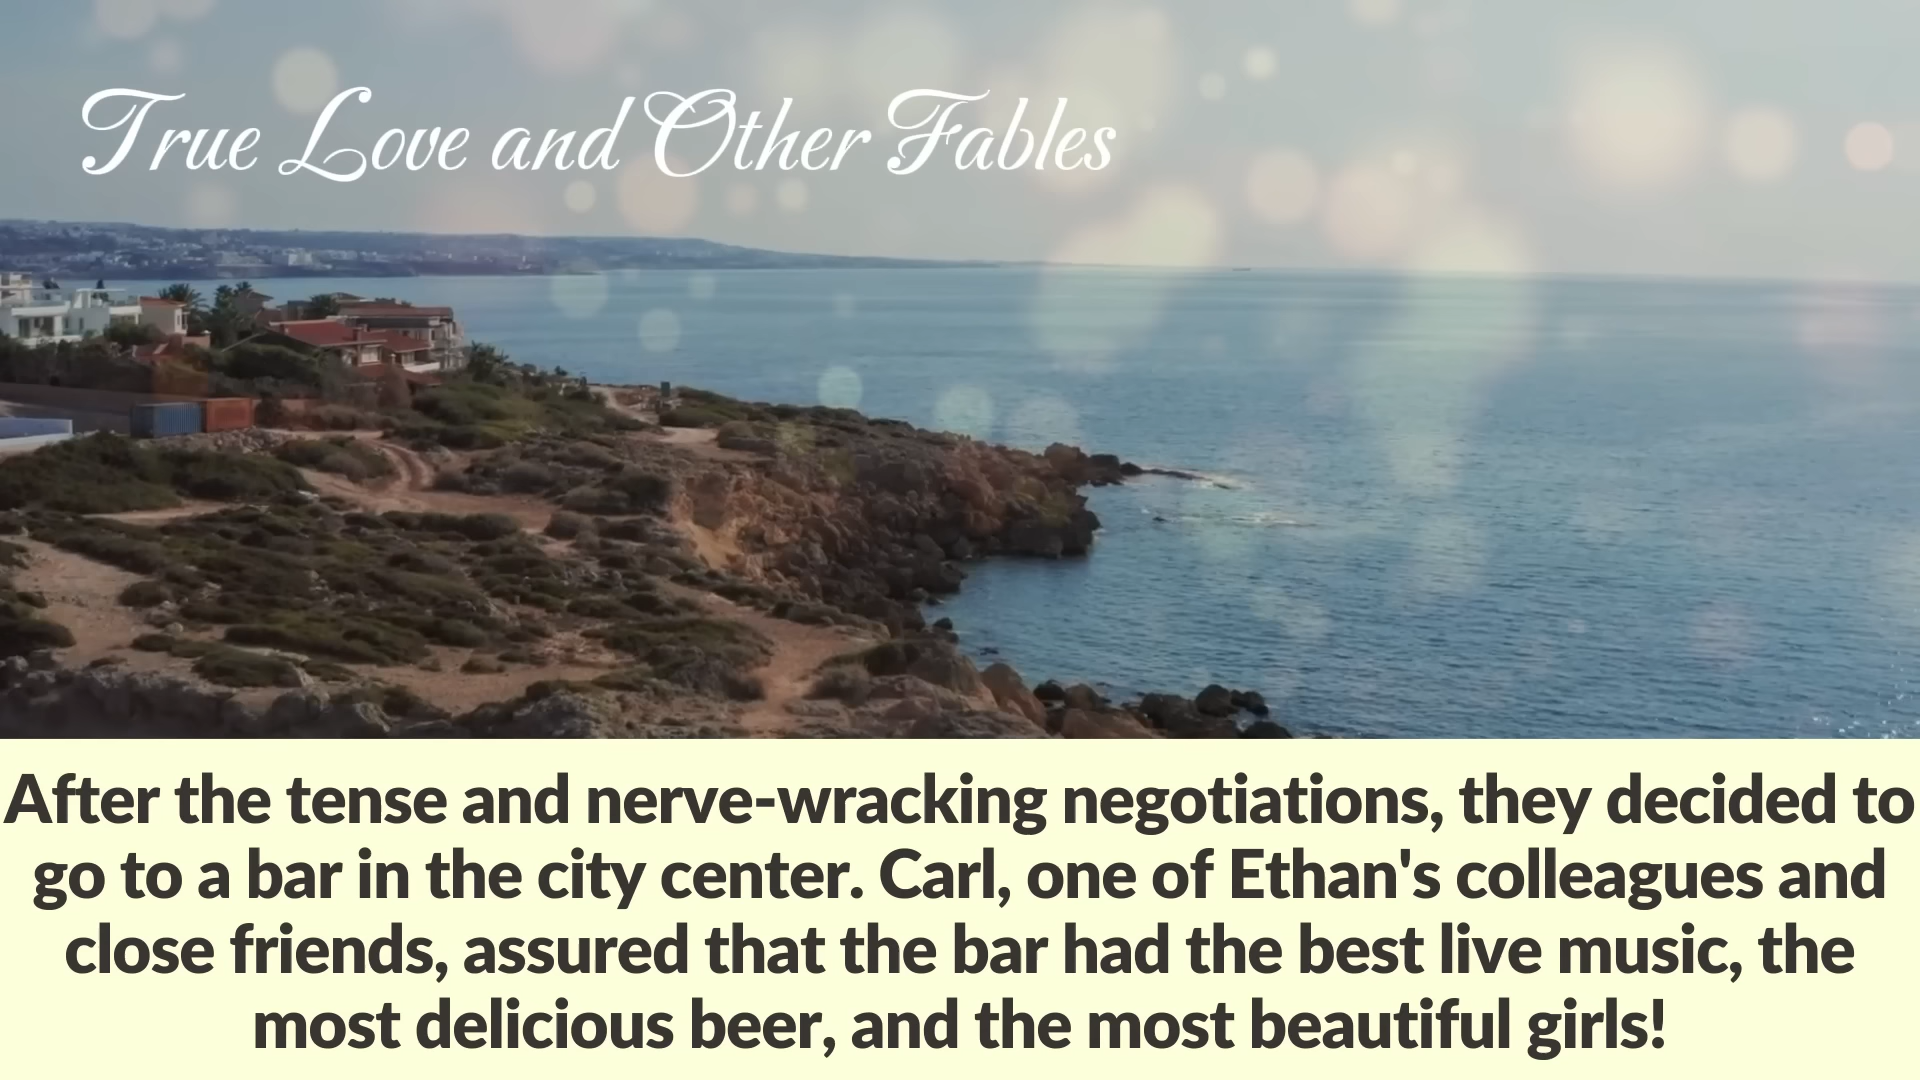 True Love and Other Fables
After the tense and nerve-wracking negotiations, they decided to
go to a bar in the city center. Carl, one of Ethan's colleagues and
close friends, assured that the bar had the best live music, the
most delicious beer, and the most beautiful girls!